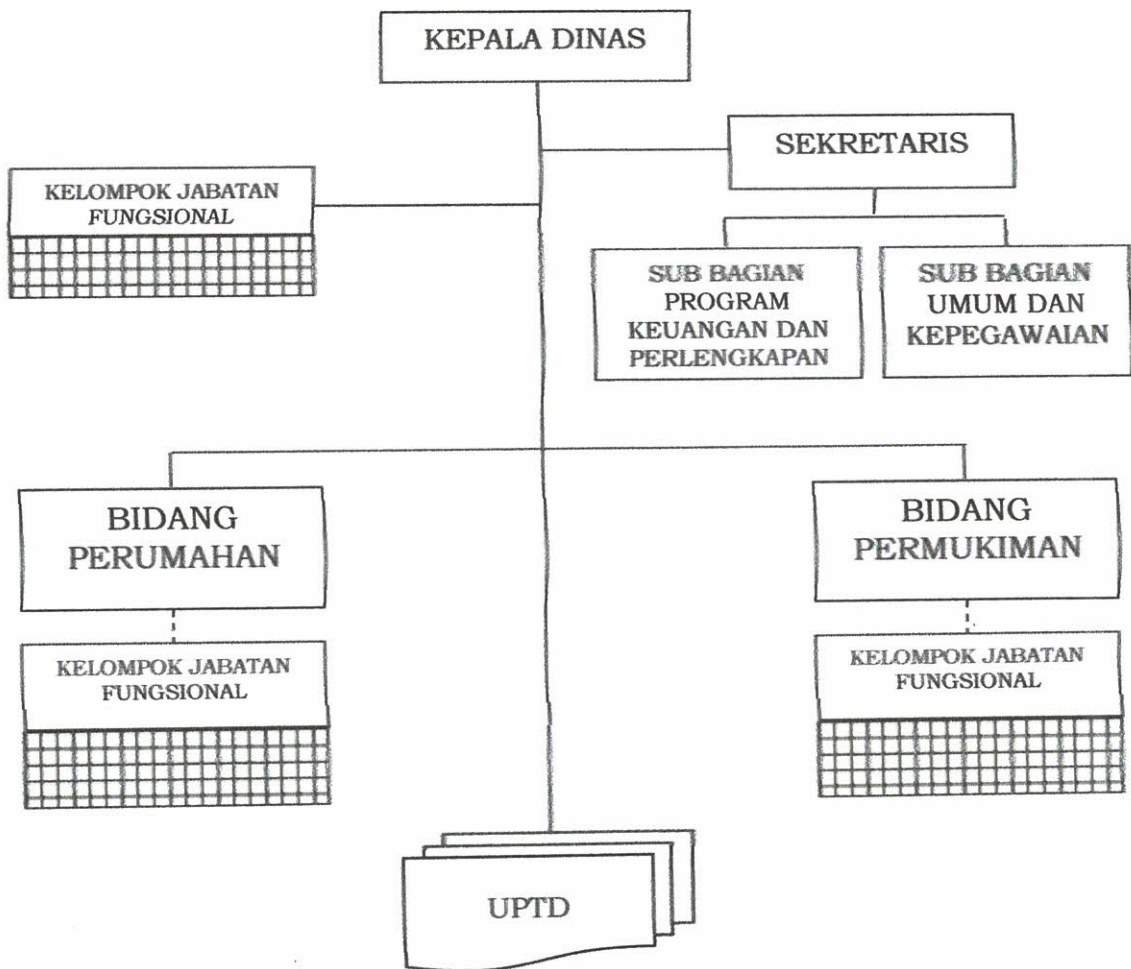 KEPALA DINAS
SEKRETARIS
KELOMPOK JABATAN
FUNGSIONAL
SUB BAGIAN
PROGRAM
KEUANGAN DAN
PERLENGKAPAN
SUB BAGIAN
UMUM DAN
KEPEGAWAIAN
BIDANG
PERUMAHAN
BIDANG
PERMUKIMAN
KELOMPOK JABATAN
FUNGSIONAL
KELOMPOK JABATAN
FUNGSIONAL
UPTD